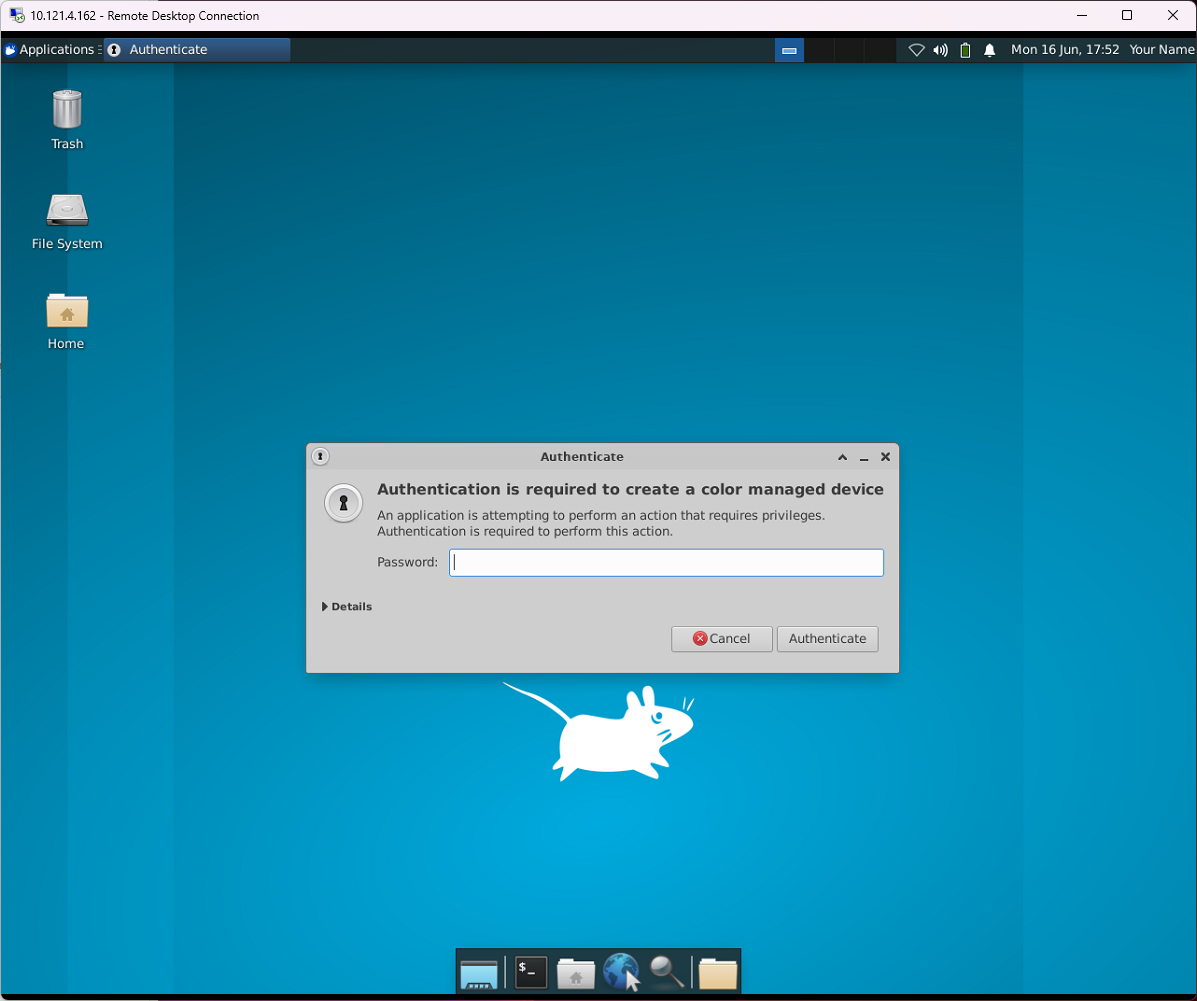 10.121.4.162 - Remote Desktop Connection
Applications Authenticate Mon 16 Jun, 17:52 Your Name
Trash
File System
Home
Authenticate
Authentication is required to create a color managed device
An application is attempting to perform an action that requires privileges.
Authentication is required to perform this action.
Password:
Details
Cancel Authenticate
$_